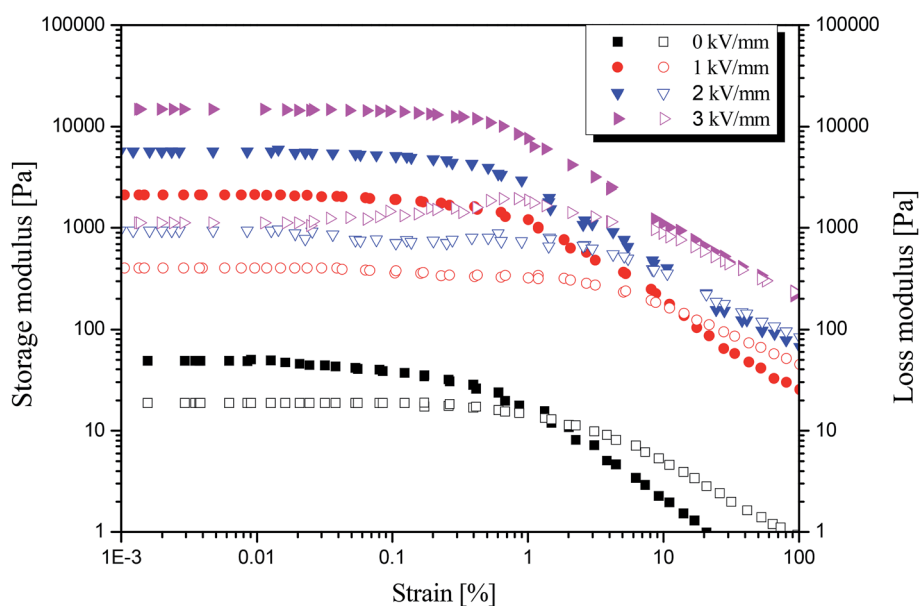 100000
10000
1000
100
10
1
Storage modulus [Pa]
1E-3
0.01
0.1
1
10
100
Strain [%]
0 kV/mm
1 kV/mm
2 kV/mm
3 kV/mm
100000
10000
1000
100
10
1
Loss modulus [Pa]